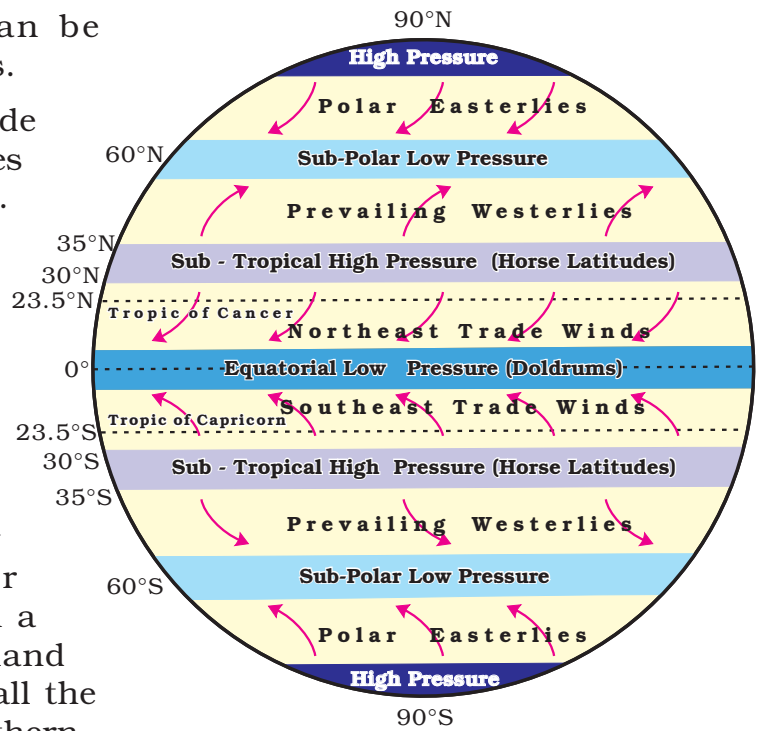 an be
s.
de
es
.
r
a
and
all the
thern
90°N
High Pressure
Polar Easterlies
60°N
Sub-Polar Low Pressure
Prevailing Westerlies
35°N
Sub - Tropical High Pressure (Horse Latitudes)
30°N
23.5°N
Tropic of Cancer
Northeast Trade Winds
0°
Equatorial Low Pressure (Doldrums)
Southeast Trade Winds
Tropic of Capricorn
23.5°S
30°S
Sub - Tropical High Pressure (Horse Latitudes)
35°S
Prevailing Westerlies
60°S
Sub-Polar Low Pressure
Polar Easterlies
High Pressure
90°S